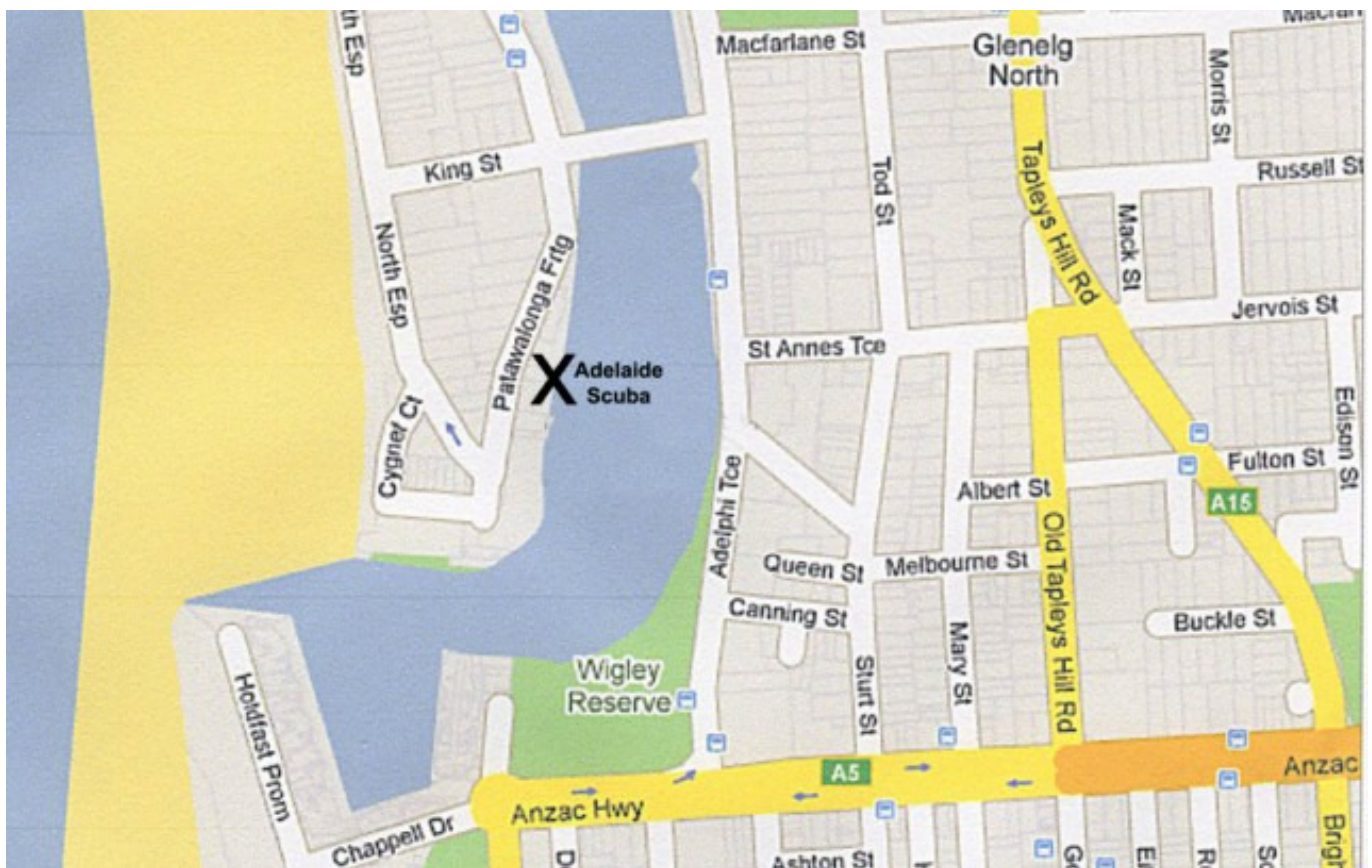 th Esp
Macfarlane St
Glenelg
North
Morris St
King St
Tod St
Tapleys Hill Rd
Russell St
Mack St
North Esp
Patawalonga Frtg
Jervois St
St Annes Tce
X Adelaide
Scuba
Cygnet Ct
Edison St
Fulton St
Adelphi Tce
Albert St
A15
Old Tapleys Hill Rd
Queen St
Melbourne St
Canning St
Buckle St
Mary St
Wigley
Reserve
Sturt St
Holdfast Prom
A5
Anzac
Anzac Hwy
Chappell Dr
Brigh
Ashton St